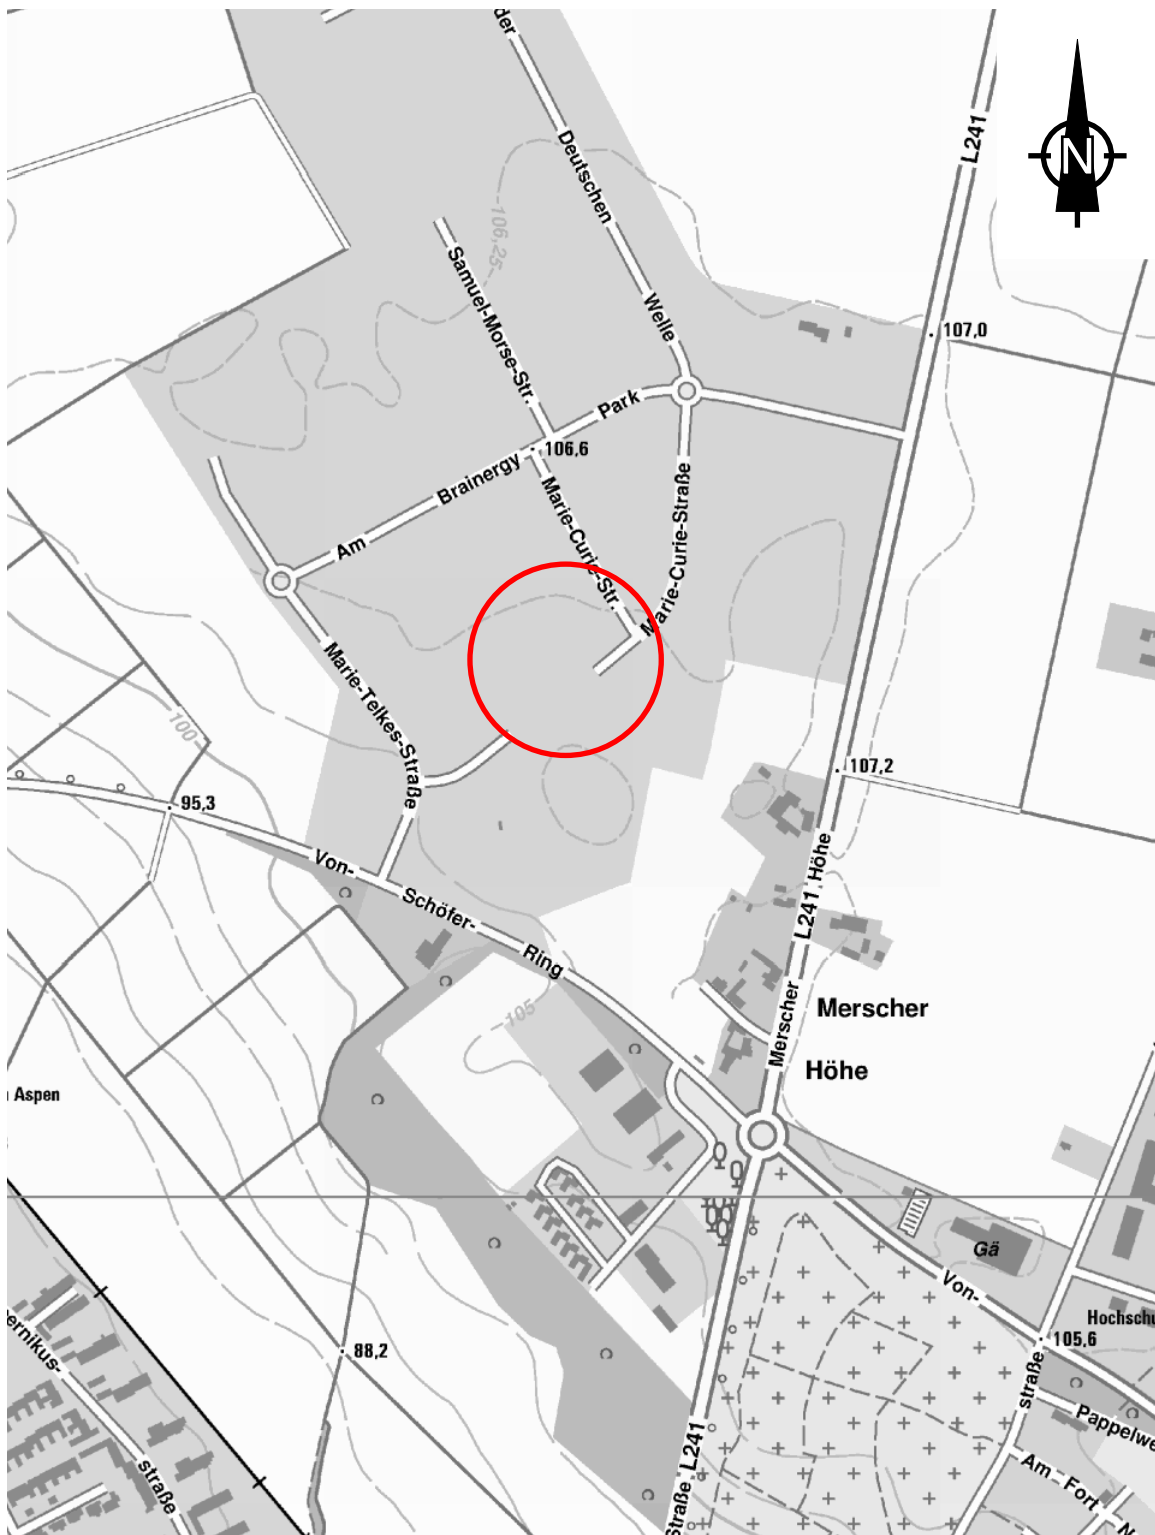 der
Deutschen
Welle
L241
N
106,25
Samuel-Morse-Str.
107,0
Park
106,6
Brainergy
Am
Marie-Curie-Str.
Marie-Curie-Straße
Marie-Telkes-Straße
100
107,2
95,3
Von-
Schöfer-
Ring
L241
Höhe
105
Merscher
Merscher
Höhe
Aspen
Gä
Von-
Hochschu
105,6
88,2
ernikus-
straße
straße
Pappelwe
Am
Fort
N
L241
Straße